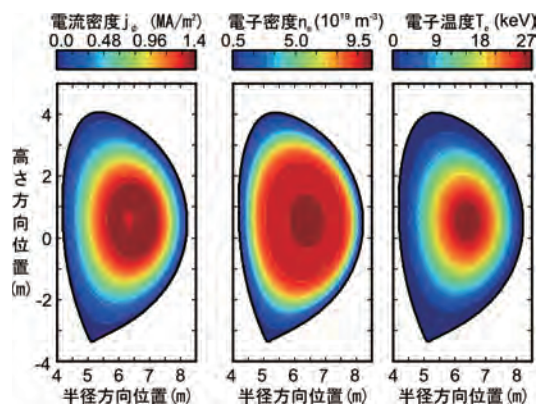 電流密度jφ (MA/m²)
0.0 0.48 0.96 1.4
電子密度nₑ(10¹⁹ m⁻³)
0.5 5.0 9.5
電子温度Tₑ(keV)
0 9 18 27
高さ方向位置(m)
4
2
0
-2
-4
4 5 6 7 8
半径方向位置(m)
4 5 6 7 8
半径方向位置(m)
4 5 6 7 8
半径方向位置(m)